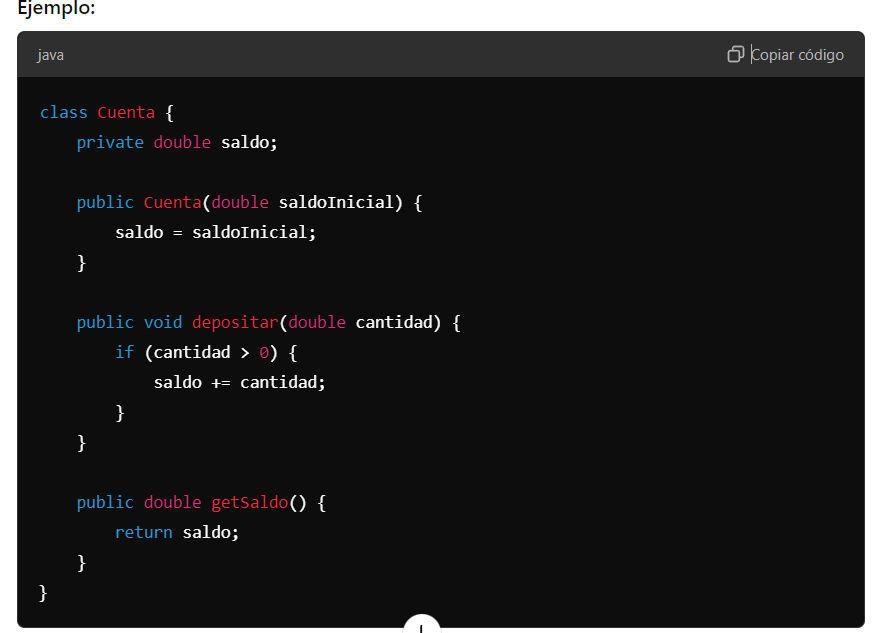 Ejemplo:
java
Copiar código
class Cuenta {
    private double saldo;

    public Cuenta(double saldoInicial) {
        saldo = saldoInicial;
    }

    public void depositar(double cantidad) {
        if (cantidad > 0) {
            saldo += cantidad;
        }
    }

    public double getSaldo() {
        return saldo;
    }
}